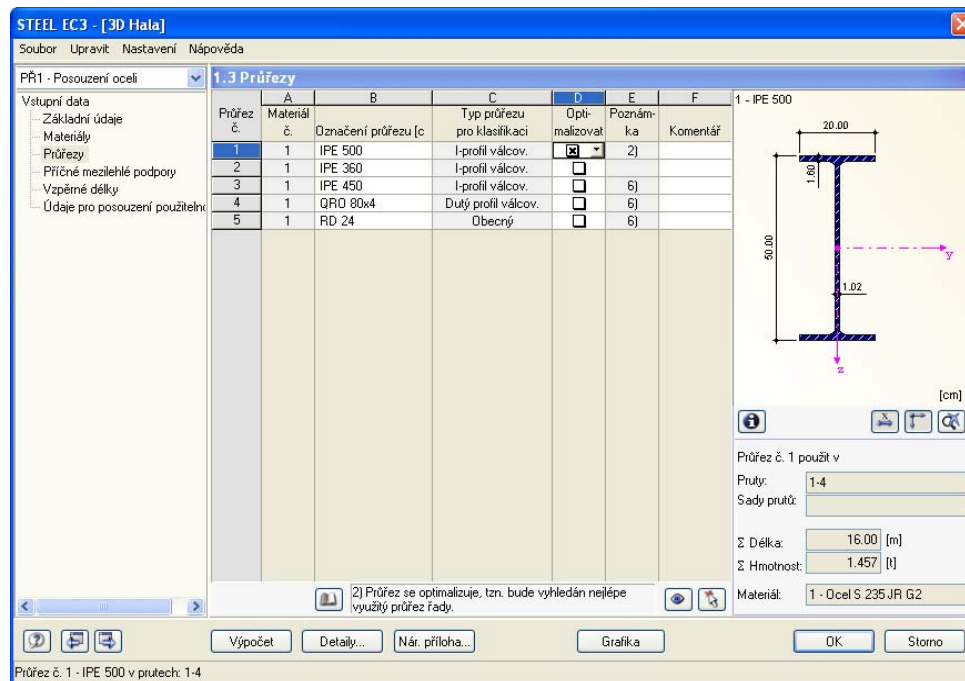 STEEL EC3 - [3D Hala]
Soubor Upravit Nastavení Nápověda
PŘ1 - Posouzení oceli
1.3 Průřezy
Vstupní data
Základní údaje
Materiály
Průřezy
Příčné mezilehlé podpory
Vzpěrné délky
Údaje pro posouzení použitelno
A B C D E F
Průřez Materiál Typ průřezu Opti- Poznám-
č. č. Označení průřezu [c pro klasifikaci malizovat ka Komentář
1 1 IPE 500 I-profil válcov. 2)
2 1 IPE 360 I-profil válcov.
3 1 IPE 450 I-profil válcov. 6)
4 1 QRO 80x4 Dutý profil válcov. 6)
5 1 RD 24 Obecný 6)
1 - IPE 500
20.00
1.60
50.00
y
1.02
z
[cm]
Průřez č. 1 použit v
Pruty: 1-4
Sady prutů:
Σ Délka: 16.00 [m]
Σ Hmotnost: 1.457 [t]
Materiál: 1 - Ocel S 235 JR G2
2) Průřez se optimalizuje, tzn. bude vyhledán nejlépe
využitý průřez řady.
Výpočet Detaily... Nár. příloha... Grafika OK Storno
Průřez č. 1 - IPE 500 v prutech: 1-4